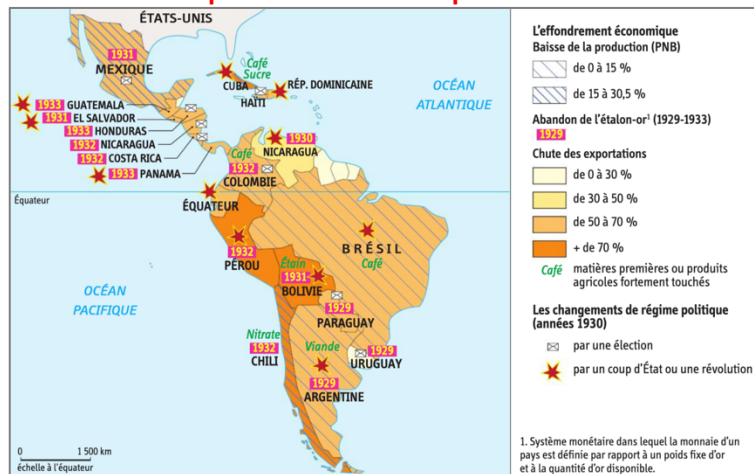 ÉTATS-UNIS
1931
MEXIQUE
Café
Sucre
CUBA
HAÏTI
RÉP. DOMINICAINE
OCÉAN
ATLANTIQUE
1933 GUATEMALA
1931 EL SALVADOR
1933 HONDURAS
1932 NICARAGUA
1932 COSTA RICA
1933 PANAMA
1930
NICARAGUA
Café
1932
COLOMBIE
Équateur
ÉQUATEUR
BRÉSIL
Café
1932
PÉROU
Étain
1931
BOLIVIE
OCÉAN
PACIFIQUE
1929
PARAGUAY
Nitrate
1932
CHILI
Viande
1929
URUGUAY
1929
ARGENTINE
0 1 500 km
échelle à l'équateur
L'effondrement économique
Baisse de la production (PNB)
de 0 à 15 %
de 15 à 30,5 %
Abandon de l'étalon-or¹ (1929-1933)
1929
Chute des exportations
de 0 à 30 %
de 30 à 50 %
de 50 à 70 %
+ de 70 %
Café matières premières ou produits
agricoles fortement touchés
Les changements de régime politique
(années 1930)
par une élection
par un coup d'État ou une révolution
1. Système monétaire dans lequel la monnaie d'un
pays est définie par rapport à un poids fixe d'or
et à la quantité d'or disponible.